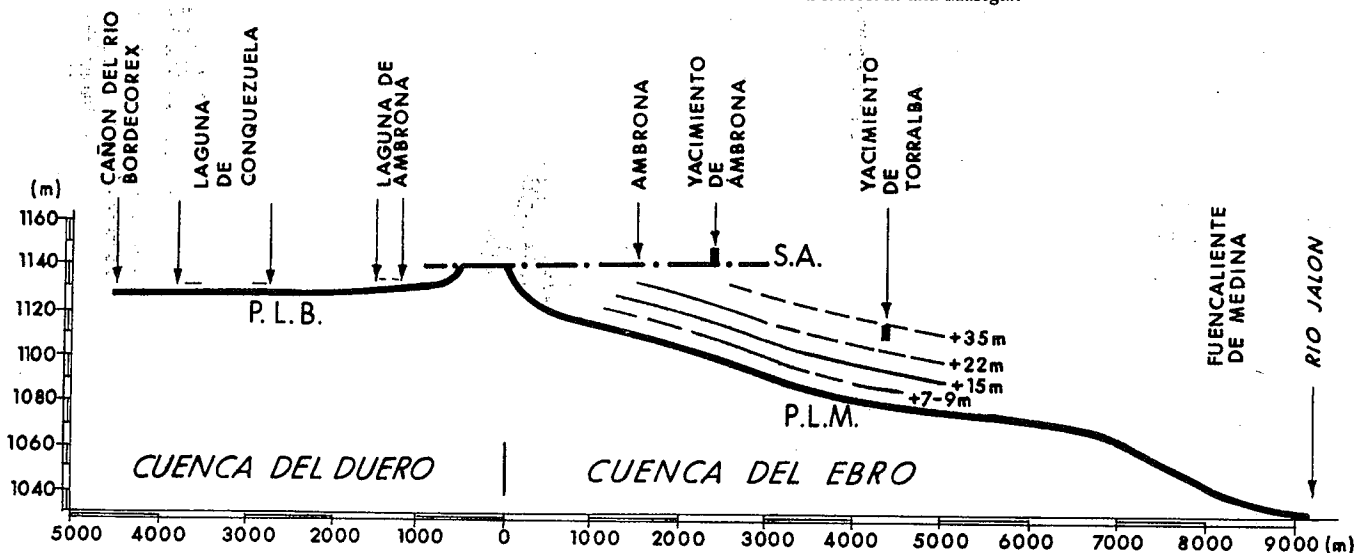 CAÑON DEL RIO
BORDECOREX
LAGUNA
DE
CONQUEZUELA
LAGUNA DE
AMBRONA
AMBRONA
YACIMIENTO
DE
AMBRONA
YACIMIENTO
DE
TORRALBA
FUENCALIENTE
DE MEDINA
RIO JALON
(m)
1160
1140
1120
1100
1080
1060
1040
S.A.
P.L.B.
+35m
+22m
+15m
+7-9m
P.L.M.
CUENCA DEL DUERO
CUENCA DEL EBRO
5000 4000 3000 2000 1000 0 1000 2000 3000 4000 5000 6000 7000 8000 9000 (m)